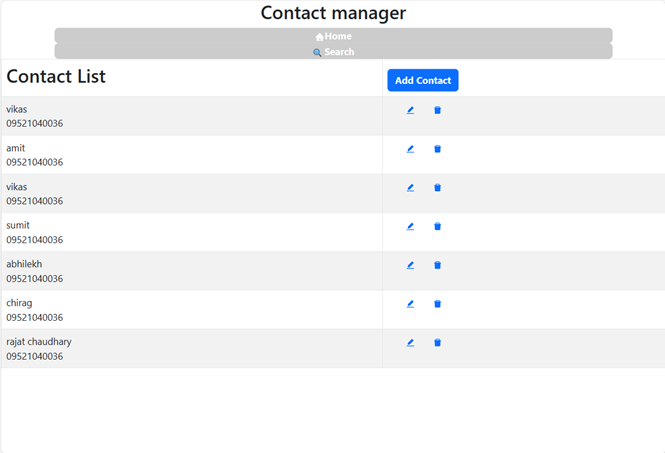 Contact manager
Home
Search
Contact List
Add Contact
vikas
09521040036
amit
09521040036
vikas
09521040036
sumit
09521040036
abhilekh
09521040036
chirag
09521040036
rajat chaudhary
09521040036